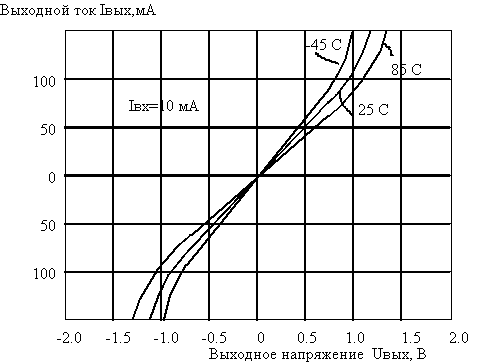 Выходной ток Iвых,мА
-45 C
85 C
100
Iвх=10 мА
25 C
50
0
50
100
-2.0 -1.0 -1.0 -0.5 0 0.5 1.0 1.5 2.0
Выходное напряжение Uвых, В